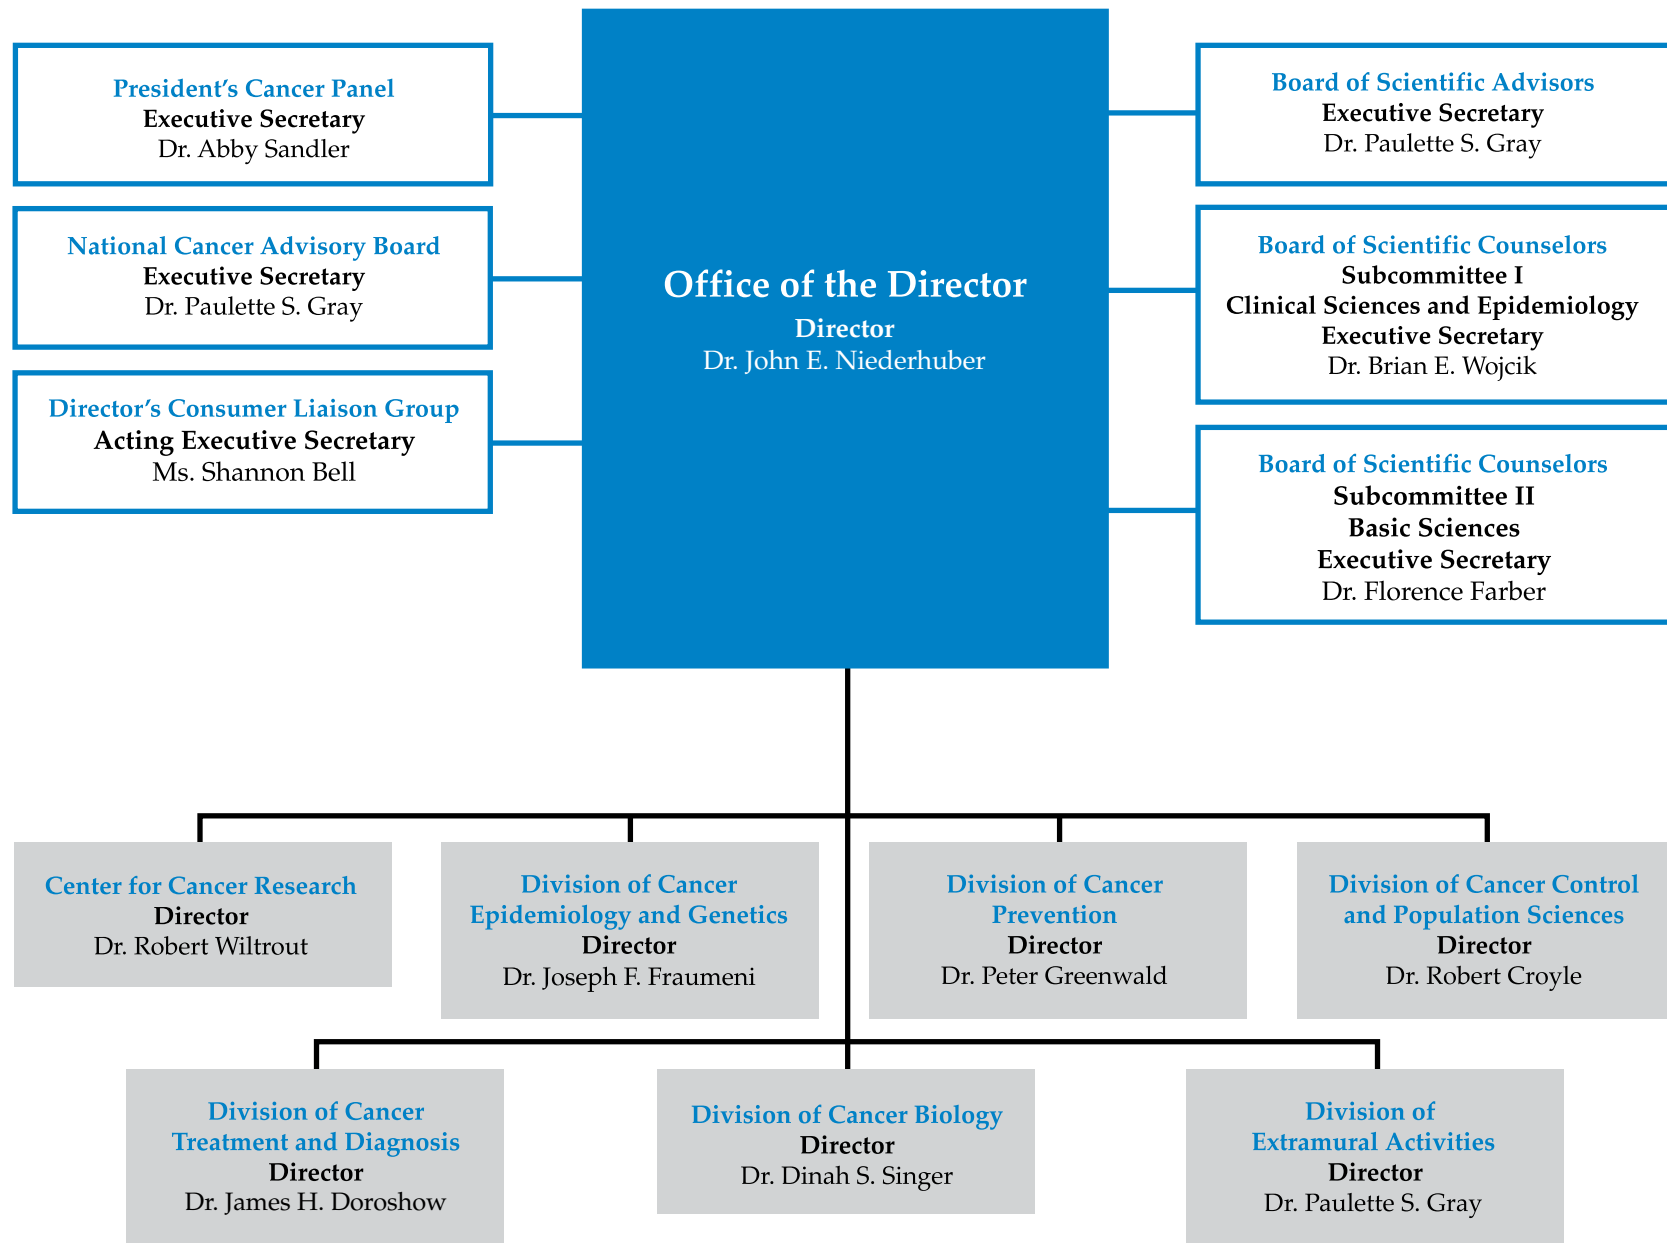 President's Cancer Panel
Executive Secretary
Dr. Abby Sandler
National Cancer Advisory Board
Executive Secretary
Dr. Paulette S. Gray
Director's Consumer Liaison Group
Acting Executive Secretary
Ms. Shannon Bell
Office of the Director
Director
Dr. John E. Niederhuber
Board of Scientific Advisors
Executive Secretary
Dr. Paulette S. Gray
Board of Scientific Counselors
Subcommittee I
Clinical Sciences and Epidemiology
Executive Secretary
Dr. Brian E. Wojcik
Board of Scientific Counselors
Subcommittee II
Basic Sciences
Executive Secretary
Dr. Florence Farber
Center for Cancer Research
Director
Dr. Robert Wiltrout
Division of Cancer
Epidemiology and Genetics
Director
Dr. Joseph F. Fraumeni
Division of Cancer
Prevention
Director
Dr. Peter Greenwald
Division of Cancer Control
and Population Sciences
Director
Dr. Robert Croyle
Division of Cancer
Treatment and Diagnosis
Director
Dr. James H. Doroshow
Division of Cancer Biology
Director
Dr. Dinah S. Singer
Division of
Extramural Activities
Director
Dr. Paulette S. Gray